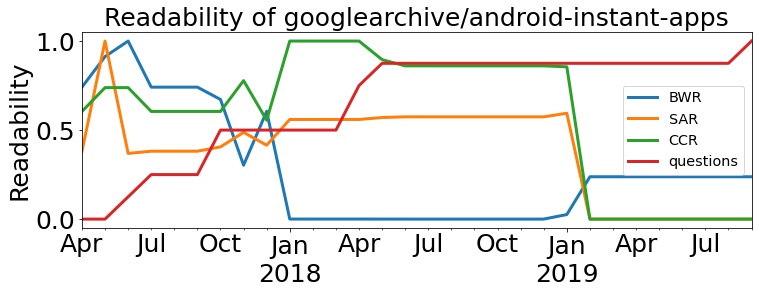 Readability of googlearchive/android-instant-apps
Readability
1.0
0.5
0.0
BWR
SAR
CCR
questions
Apr Jul Oct Jan Apr Jul Oct Jan Apr Jul
2018 2019